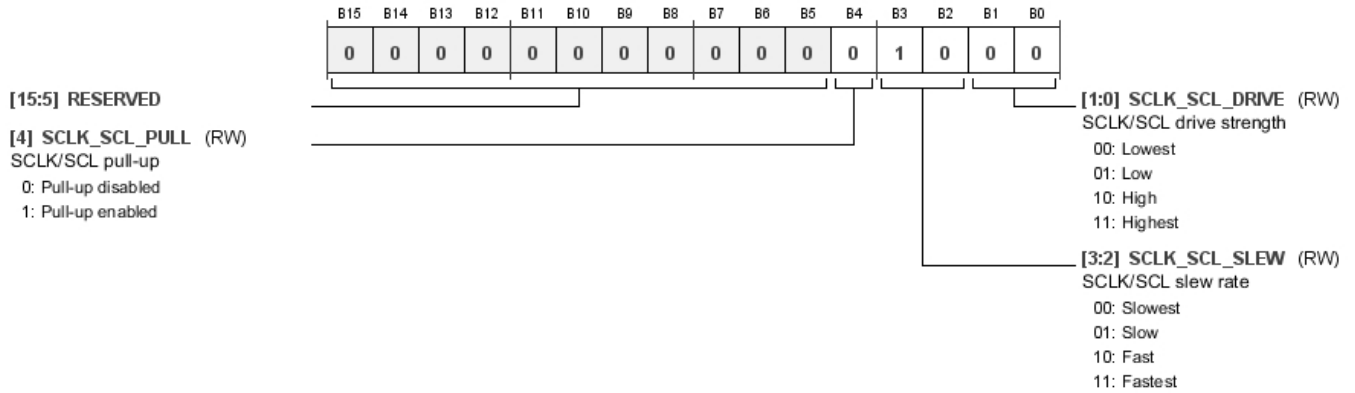 B15 B14 B13 B12 B11 B10 B9 B8 B7 B6 B5 B4 B3 B2 B1 B0
0 0 0 0 0 0 0 0 0 0 0 0 1 0 0 0
[15:5] RESERVED
[4] SCLK_SCL_PULL (RW)
SCLK/SCL pull-up
0: Pull-up disabled
1: Pull-up enabled
[1:0] SCLK_SCL_DRIVE (RW)
SCLK/SCL drive strength
00: Lowest
01: Low
10: High
11: Highest
[3:2] SCLK_SCL_SLEW (RW)
SCLK/SCL slew rate
00: Slowest
01: Slow
10: Fast
11: Fastest